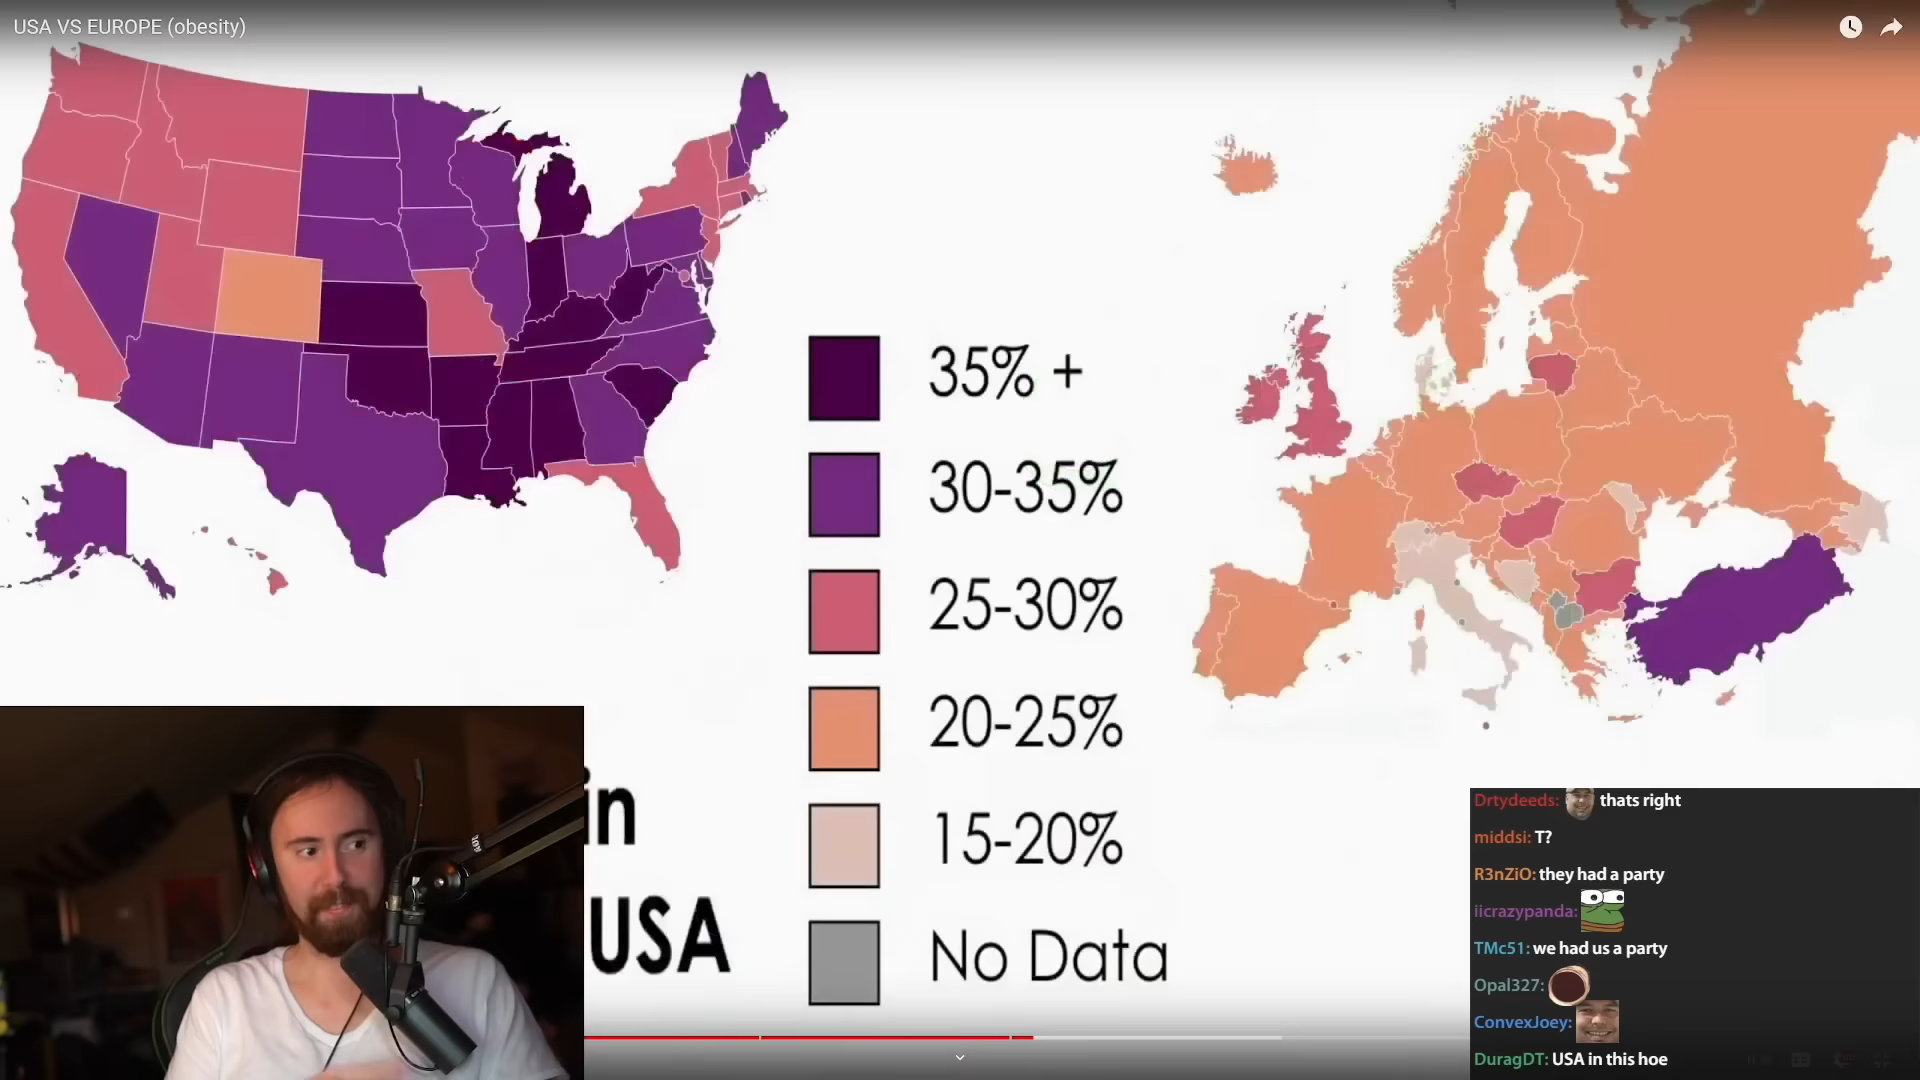 USA VS EUROPE (obesity)
35% +
30-35%
25-30%
20-25%
15-20%
No Data
in
USA
Drtydeeds: thats right
middsi: T?
R3nZiO: they had a party
iicrazypanda:
TMc51: we had us a party
Opal327:
ConvexJoey:
DuragDT: USA in this hoe